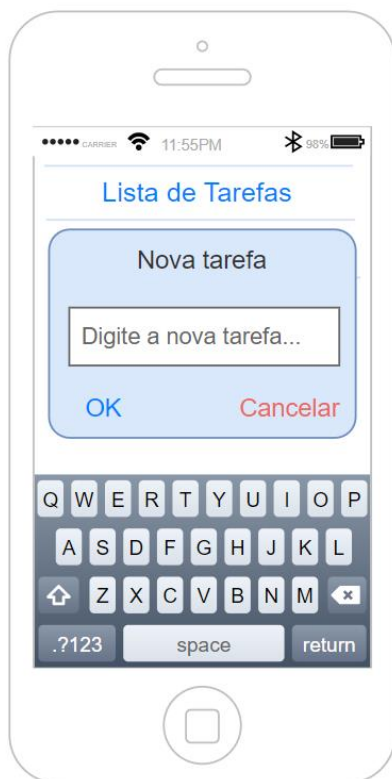 CARRIER 11:55PM 98%
Lista de Tarefas
Nova tarefa
Digite a nova tarefa...
OK Cancelar
Q W E R T Y U I O P
A S D F G H J K L
Z X C V B N M
.?123 space return